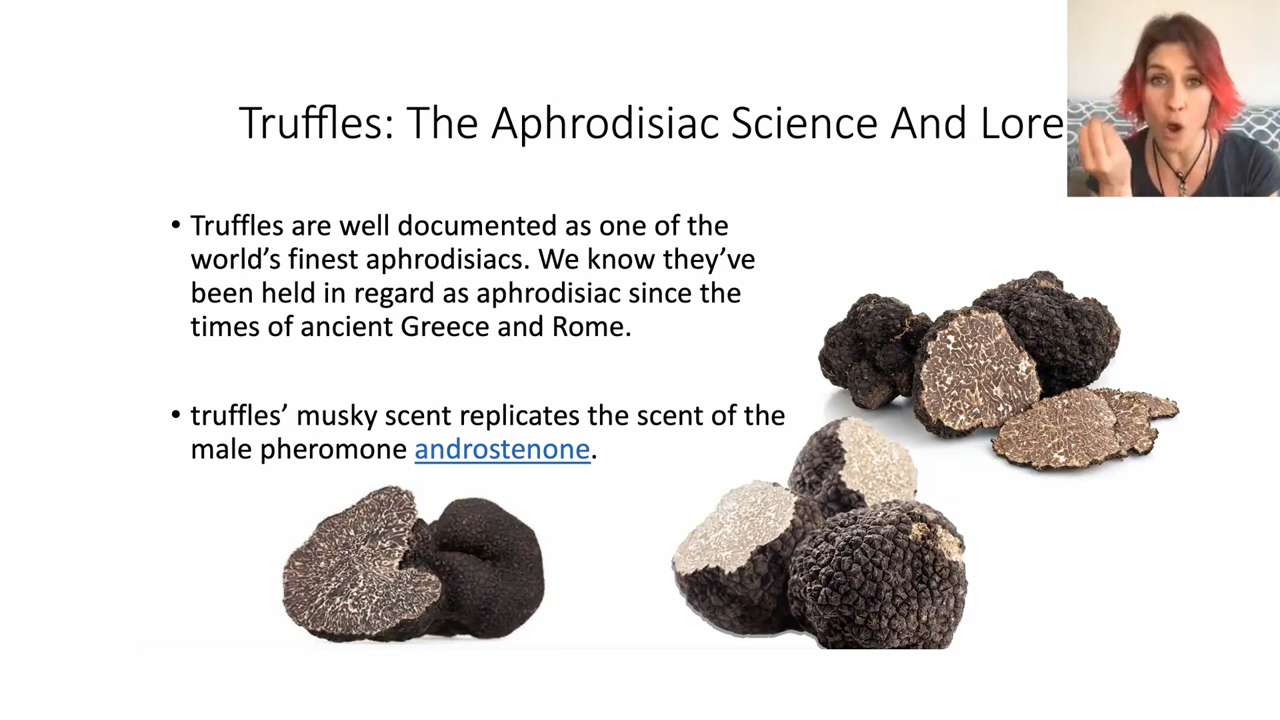 Truffles: The Aphrodisiac Science And Lore
• Truffles are well documented as one of the
world’s finest aphrodisiacs. We know they’ve
been held in regard as aphrodisiac since the
times of ancient Greece and Rome.
• truffles’ musky scent replicates the scent of the
male pheromone androstenone.